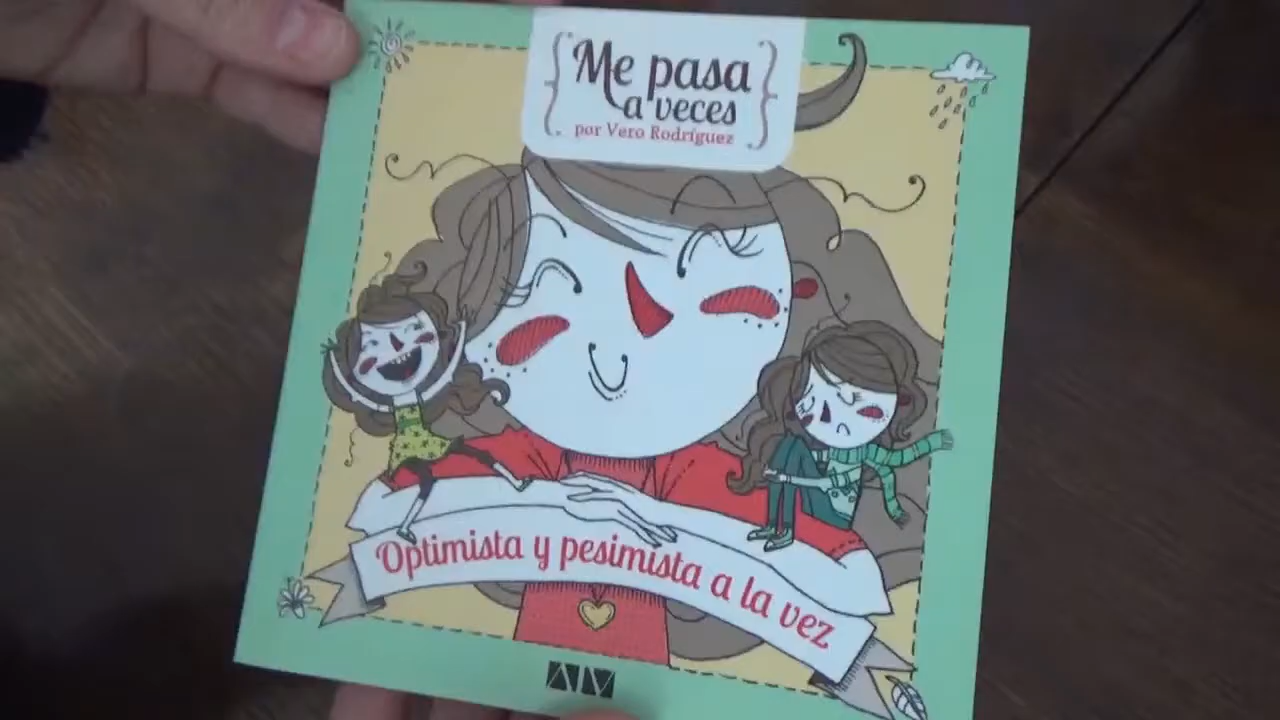 Me pasa
a veces
por Vero Rodríguez
Optimista y pesimista a la vez